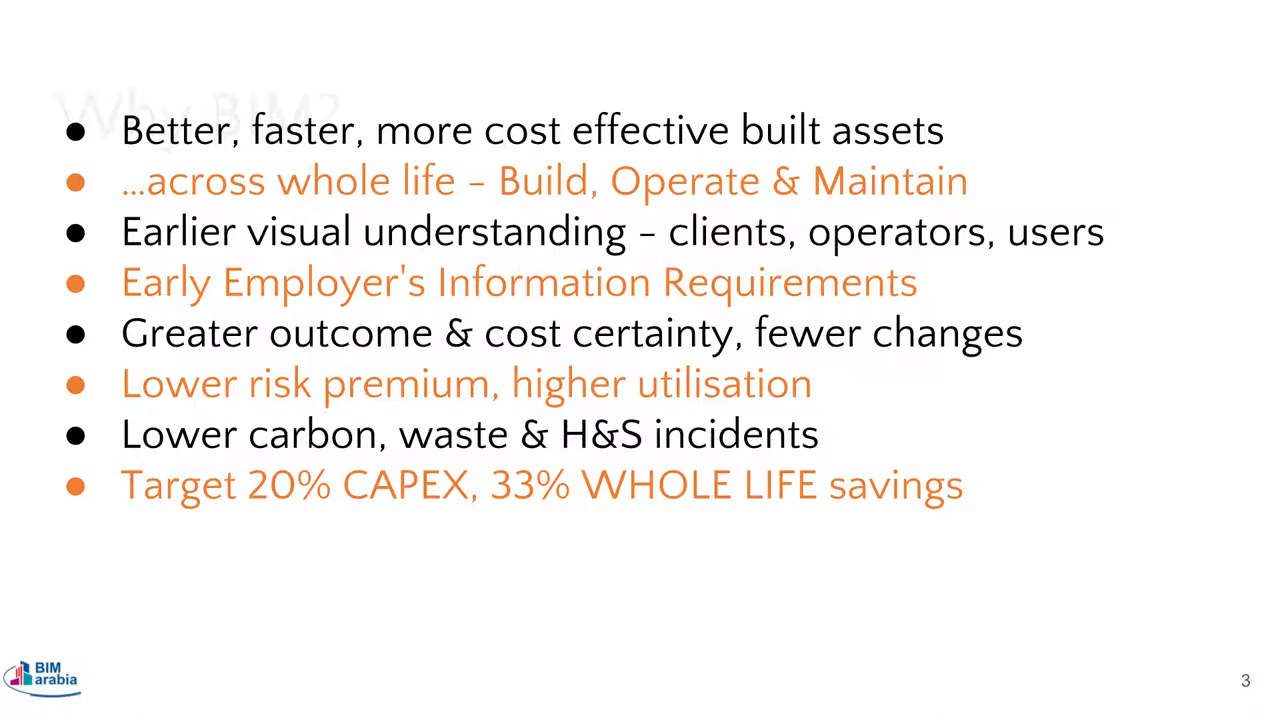 Why BIM?
● Better, faster, more cost effective built assets
● ...across whole life – Build, Operate & Maintain
● Earlier visual understanding – clients, operators, users
● Early Employer's Information Requirements
● Greater outcome & cost certainty, fewer changes
● Lower risk premium, higher utilisation
● Lower carbon, waste & H&S incidents
● Target 20% CAPEX, 33% WHOLE LIFE savings
BIM
arabia
3